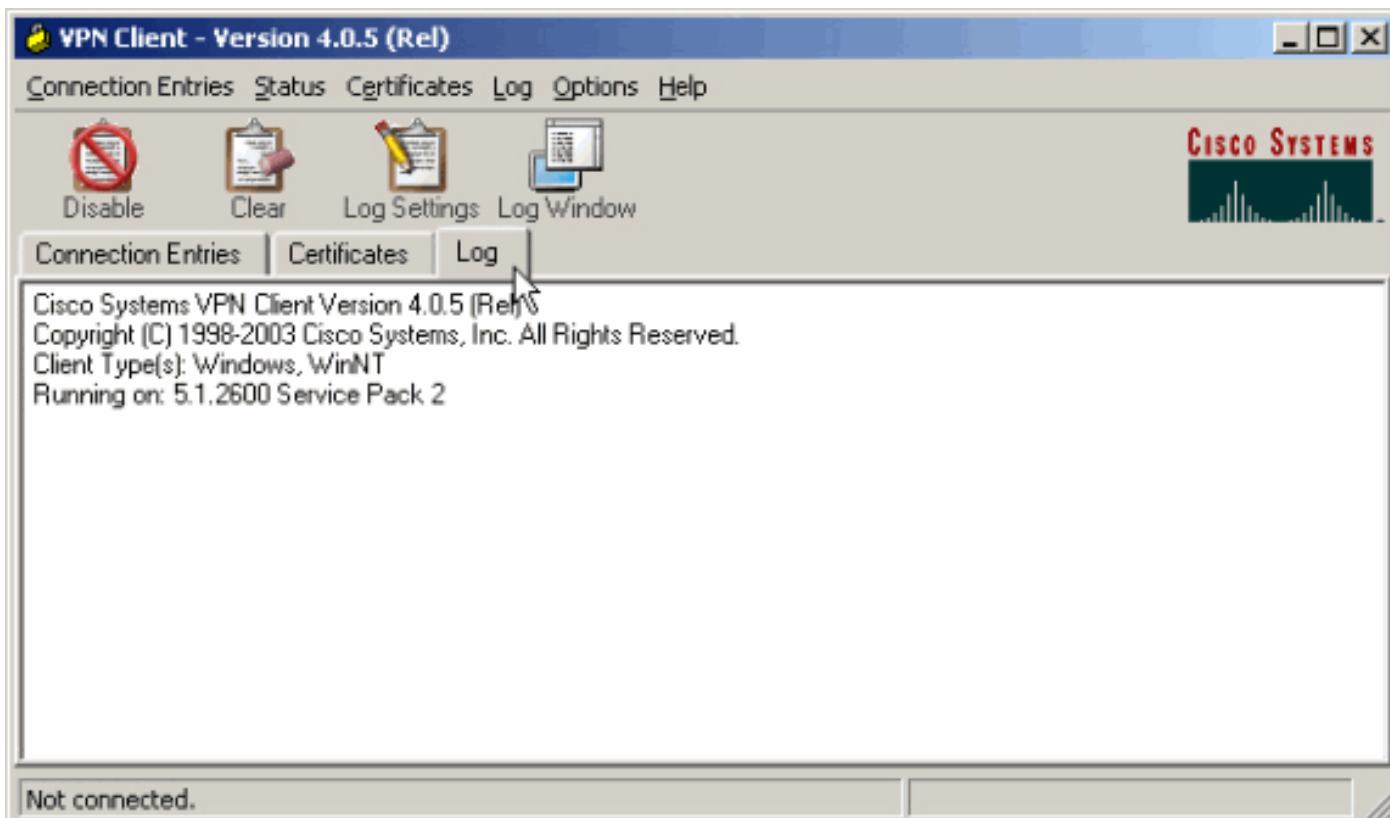 VPN Client - Version 4.0.5 (Rel)
Connection Entries Status Certificates Log Options Help
Disable Clear Log Settings Log Window
CISCO SYSTEMS
Connection Entries Certificates Log
Cisco Systems VPN Client Version 4.0.5 (Rel)
Copyright (C) 1998-2003 Cisco Systems, Inc. All Rights Reserved.
Client Type(s): Windows, WinNT
Running on: 5.1.2600 Service Pack 2
Not connected.